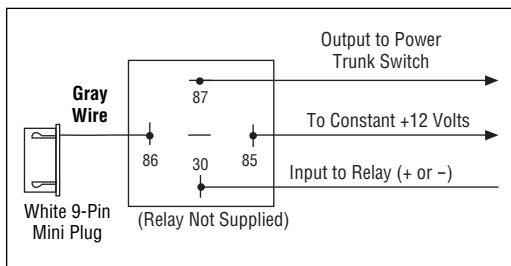 Output to Power
Trunk Switch
Gray
Wire
87
To Constant +12 Volts
86
30
85
Input to Relay (+ or –)
White 9-Pin
Mini Plug
(Relay Not Supplied)